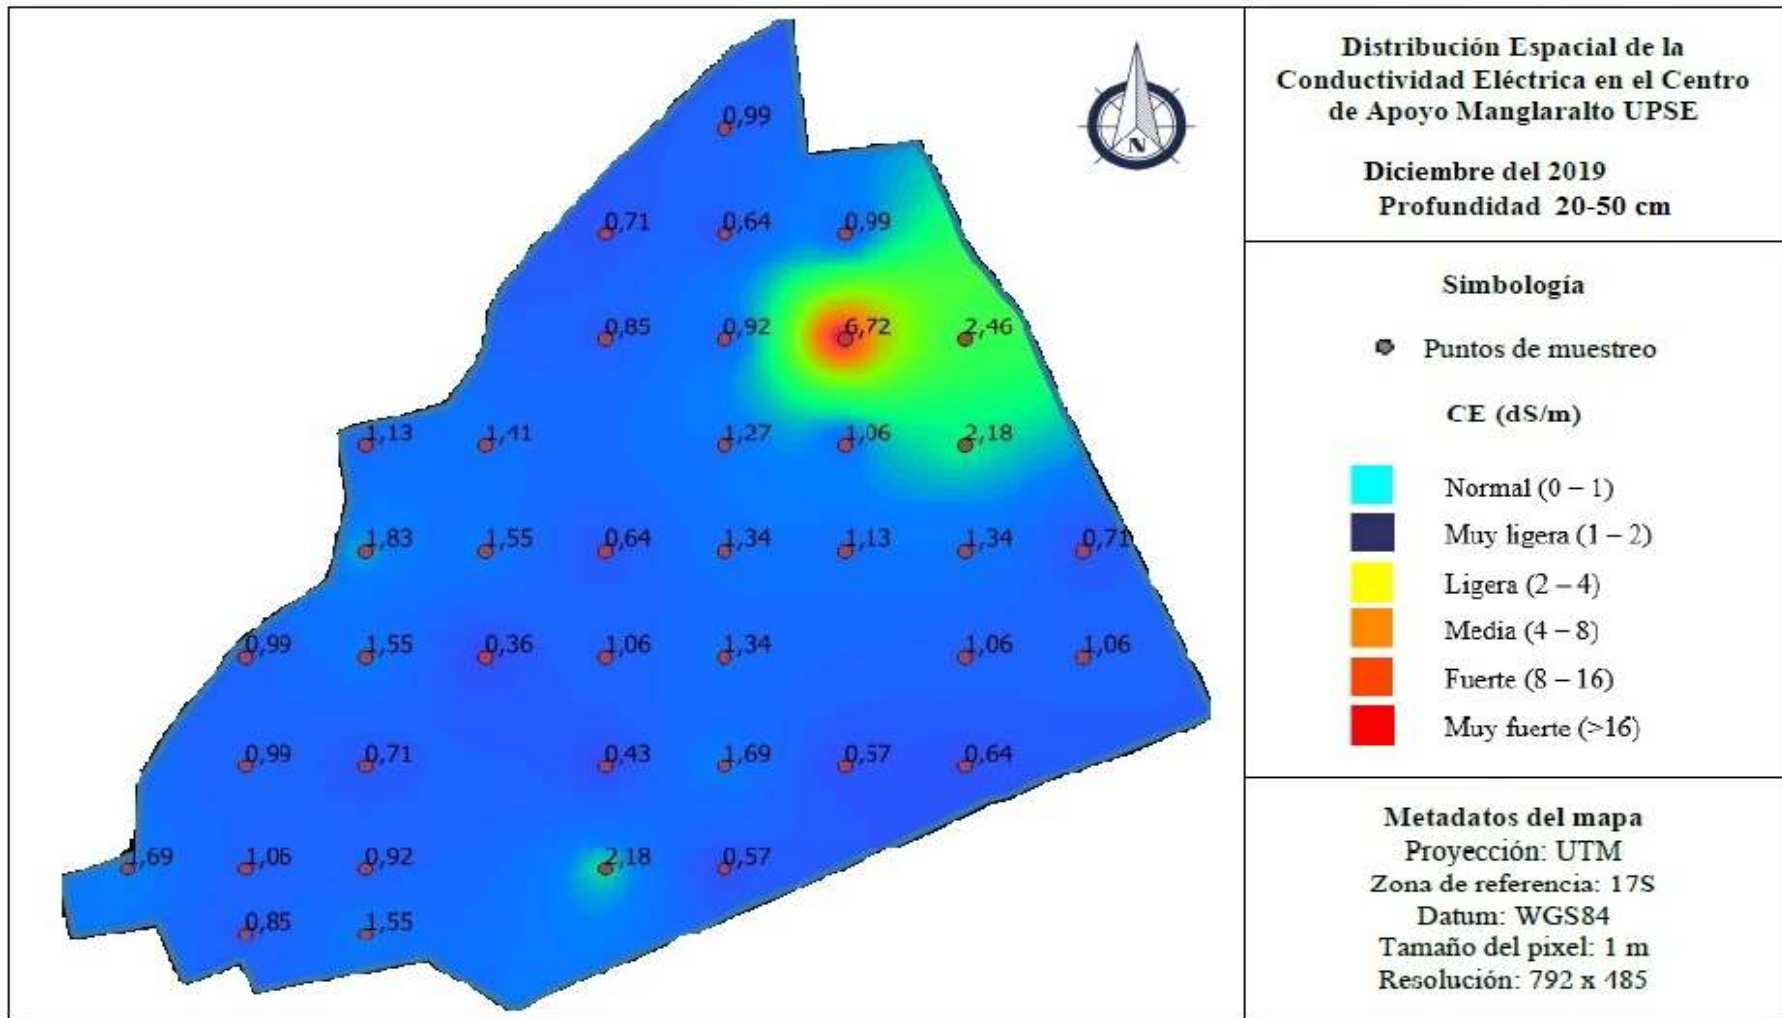 Distribución Espacial de la
Conductividad Eléctrica en el Centro
de Apoyo Manglaralto UPSE
Diciembre del 2019
Profundidad 20-50 cm
N
Simbología
Puntos de muestreo
CE (dS/m)
Normal (0 – 1)
Muy ligera (1 – 2)
Ligera (2 – 4)
Media (4 – 8)
Fuerte (8 – 16)
Muy fuerte (>16)
Metadatos del mapa
Proyección: UTM
Zona de referencia: 17S
Datum: WGS84
Tamaño del pixel: 1 m
Resolución: 792 x 485
0,99
0,71 0,64 0,99
0,85 0,92 6,72 2,46
1,13 1,41 1,27 1,06 2,18
1,83 1,55 0,64 1,34 1,13 1,34 0,71
0,99 1,55 0,36 1,06 1,34 1,06 1,06
0,99 0,71 0,43 1,69 0,57 0,64
1,69 1,06 0,92 2,18 0,57
0,85 1,55